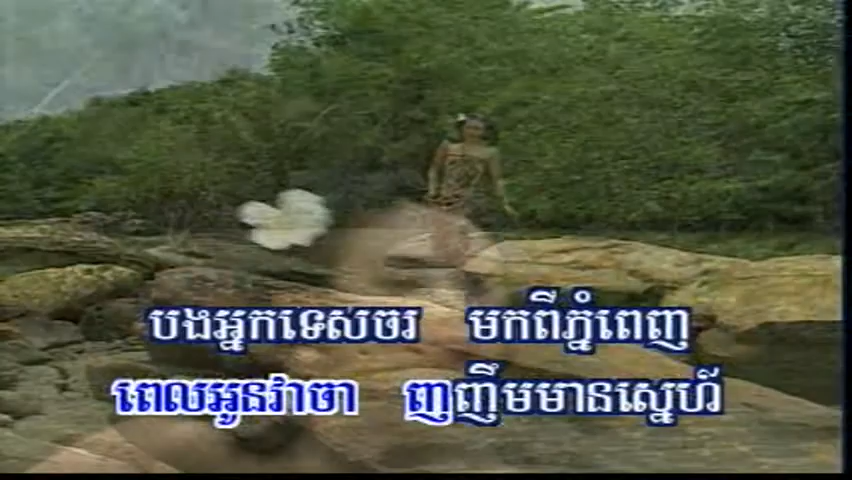 បងអ្នកទេសចរ មកពីភ្នំពេញ
ពេលអូនវាចា ញញឹមមានស្នេហ៍